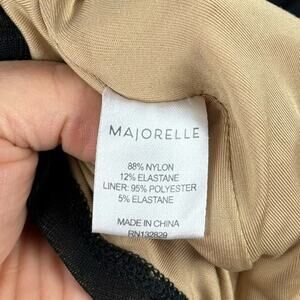 MAJORELLE
88% NYLON
12% ELASTANE
LINER: 95% POLYESTER
5% ELASTANE
MADE IN CHINA
RN132829